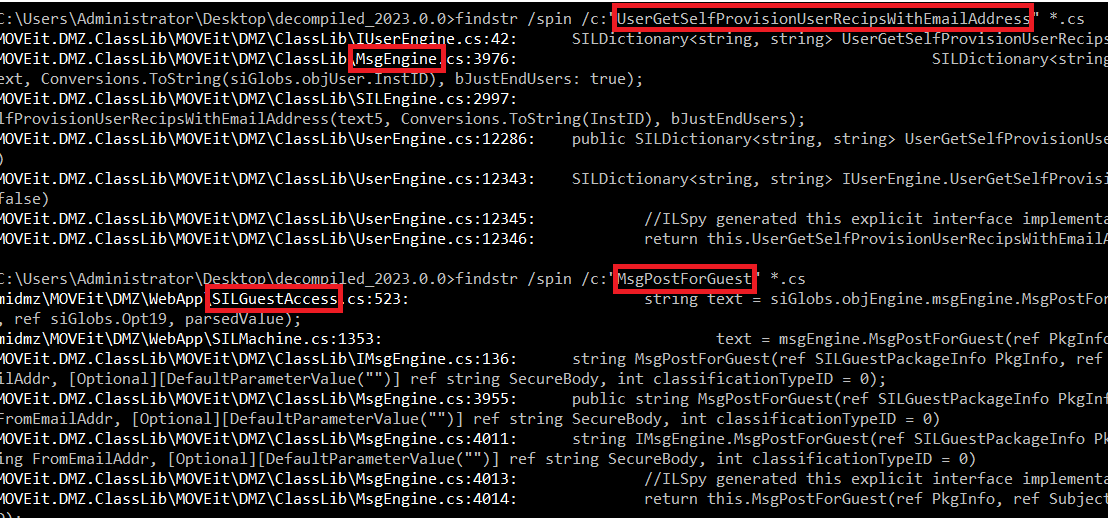 C:\Users\Administrator\Desktop\decompiled_2023.0.0>findstr /spin /c:"UserGetSelfProvisionUserRecipsWithEmailAddress" *.cs
MOVEit.DMZ.ClassLib\MOVEit\DMZ\ClassLib\IUserEngine.cs:42: SILDictionary<string, string> UserGetSelfProvisionUserRecips
MOVEit.DMZ.ClassLib\MOVEit\DMZ\ClassLib\MsgEngine.cs:3976: SILDictionary<string
ext, Conversions.ToString(siGlobs.objUser.InstID), bJustEndUsers: true);
MOVEit.DMZ.ClassLib\MOVEit\DMZ\ClassLib\SILEngine.cs:2997:
lfProvisionUserRecipsWithEmailAddress(text5, Conversions.ToString(InstID), bJustEndUsers);
MOVEit.DMZ.ClassLib\MOVEit\DMZ\ClassLib\UserEngine.cs:12286: public SILDictionary<string, string> UserGetSelfProvisionUse
)
MOVEit.DMZ.ClassLib\MOVEit\DMZ\ClassLib\UserEngine.cs:12343: SILDictionary<string, string> IUserEngine.UserGetSelfProvisi
false)
MOVEit.DMZ.ClassLib\MOVEit\DMZ\ClassLib\UserEngine.cs:12345: //ILSpy generated this explicit interface implementa
MOVEit.DMZ.ClassLib\MOVEit\DMZ\ClassLib\UserEngine.cs:12346: return this.UserGetSelfProvisionUserRecipsWithEmailA
C:\Users\Administrator\Desktop\decompiled_2023.0.0>findstr /spin /c:"MsgPostForGuest" *.cs
midmz\MOVEit\DMZ\WebApp\SILGuestAccess.cs:523: string text = siGlobs.objEngine.msgEngine.MsgPostFor
, ref siGlobs.Opt19, parsedValue);
midmz\MOVEit\DMZ\WebApp\SILMachine.cs:1353: text = msgEngine.MsgPostForGuest(ref PkgInfo
MOVEit.DMZ.ClassLib\MOVEit\DMZ\ClassLib\IMsgEngine.cs:136: string MsgPostForGuest(ref SILGuestPackageInfo PkgInfo, ref
ilAddr, [Optional][DefaultParameterValue("")] ref string SecureBody, int classificationTypeID = 0);
MOVEit.DMZ.ClassLib\MOVEit\DMZ\ClassLib\MsgEngine.cs:3955: public string MsgPostForGuest(ref SILGuestPackageInfo PkgInf
FromEmailAddr, [Optional][DefaultParameterValue("")] ref string SecureBody, int classificationTypeID = 0)
MOVEit.DMZ.ClassLib\MOVEit\DMZ\ClassLib\MsgEngine.cs:4011: string IMsgEngine.MsgPostForGuest(ref SILGuestPackageInfo Pk
ing FromEmailAddr, [Optional][DefaultParameterValue("")] ref string SecureBody, int classificationTypeID = 0)
MOVEit.DMZ.ClassLib\MOVEit\DMZ\ClassLib\MsgEngine.cs:4013: //ILSpy generated this explicit interface implementa
MOVEit.DMZ.ClassLib\MOVEit\DMZ\ClassLib\MsgEngine.cs:4014: return this.MsgPostForGuest(ref PkgInfo, ref Subject